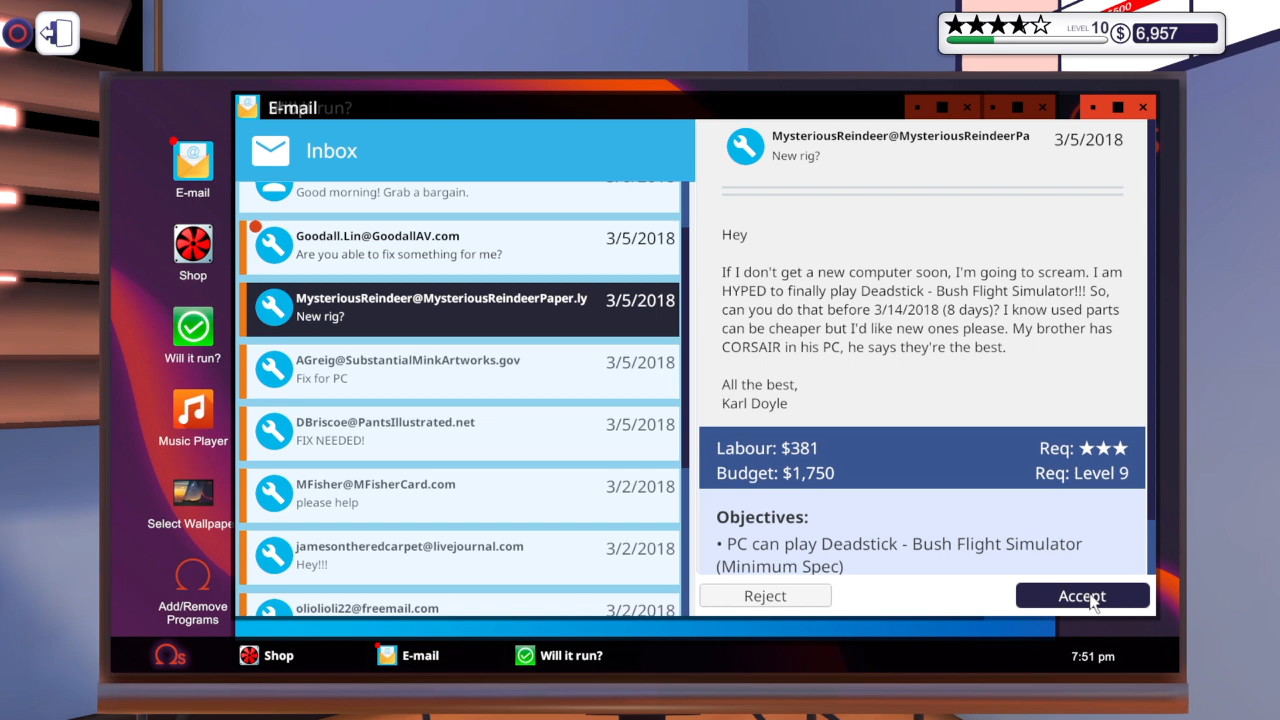 $500
LEVEL 10 $ 6,957
E-mail
Will it run?
Inbox
Good morning! Grab a bargain.
Goodall.Lin@GoodallAV.com 3/5/2018
Are you able to fix something for me?
MysteriousReindeer@MysteriousReindeerPaper.ly 3/5/2018
New rig?
AGreig@SubstantialMinkArtworks.gov 3/5/2018
Fix for PC
DBriscoe@PantsIllustrated.net 3/5/2018
FIX NEEDED!
MFisher@MFisherCard.com 3/2/2018
please help
jamesontheredcarpet@livejournal.com 3/2/2018
Hey!!!
oliolioli22@freemail.com 3/2/2018
MysteriousReindeer@MysteriousReindeerPa 3/5/2018
New rig?
Hey
If I don't get a new computer soon, I'm going to scream. I am
HYPED to finally play Deadstick - Bush Flight Simulator!!! So,
can you do that before 3/14/2018 (8 days)? I know used parts
can be cheaper but I'd like new ones please. My brother has
CORSAIR in his PC, he says they're the best.
All the best,
Karl Doyle
Labour: $381 Req: ★★★
Budget: $1,750 Req: Level 9
Objectives:
• PC can play Deadstick - Bush Flight Simulator
(Minimum Spec)
Reject Accept
E-mail
Shop
Will it run?
Music Player
Select Wallpape
Add/Remove
Programs
Ωs Shop E-mail Will it run? 7:51 pm